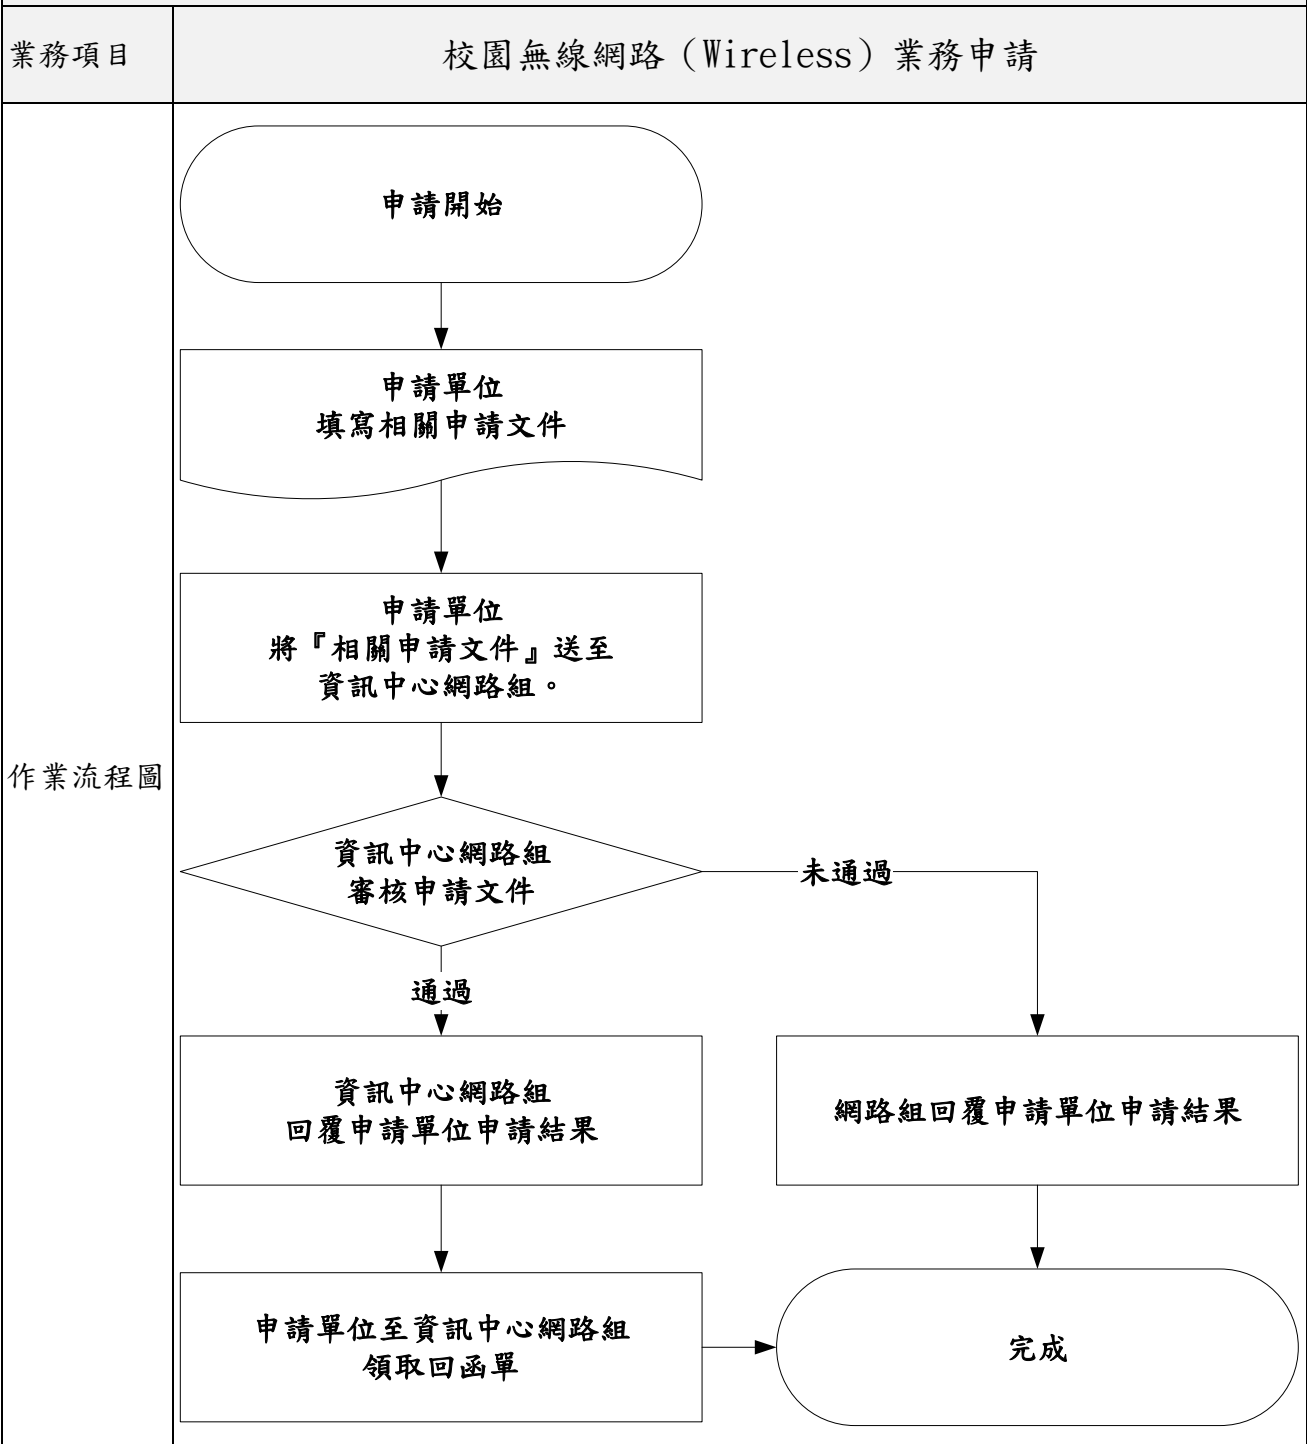 業務項目
校園無線網路（Wireless）業務申請
作業流程圖
申請開始
申請單位
填寫相關申請文件
申請單位
將『相關申請文件』送至
資訊中心網路組。
資訊中心網路組
審核申請文件
未通過
通過
資訊中心網路組
回覆申請單位申請結果
網路組回覆申請單位申請結果
申請單位至資訊中心網路組
領取回函單
完成